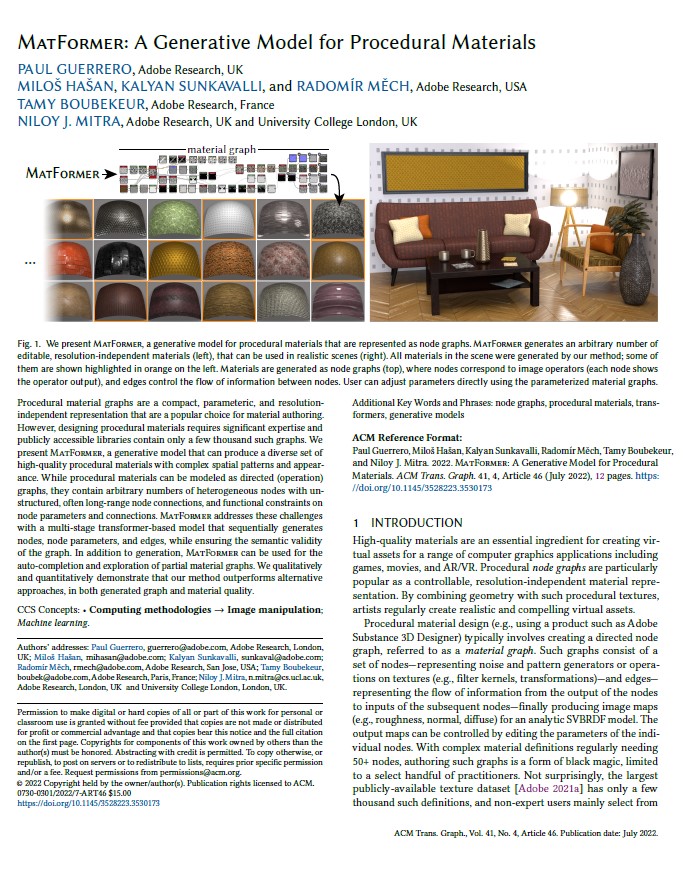 MATFORMER: A Generative Model for Procedural Materials
PAUL GUERRERO, Adobe Research, UK
MILOŠ HAŠAN, KALYAN SUNKAVALLI, and RADOMÍR MĚCH, Adobe Research, USA
TAMY BOUBEKEUR, Adobe Research, France
NILOY J. MITRA, Adobe Research, UK and University College London, UK
material graph
MATFORMER
...
Fig. 1. We present MATFORMER, a generative model for procedural materials that are represented as node graphs. MATFORMER generates an arbitrary number of
editable, resolution-independent materials (left), that can be used in realistic scenes (right). All materials in the scene were generated by our method; some of
them are shown highlighted in orange on the left. Materials are generated as node graphs (top), where nodes correspond to image operators (each node shows
the operator output), and edges control the flow of information between nodes. User can adjust parameters directly using the parameterized material graphs.
Procedural material graphs are a compact, parametric, and resolution-
independent representation that are a popular choice for material authoring.
However, designing procedural materials requires significant expertise and
publicly accessible libraries contain only a few thousand such graphs. We
present MATFORMER, a generative model that can produce a diverse set of
high-quality procedural materials with complex spatial patterns and appear-
ance. While procedural materials can be modeled as directed (operation)
graphs, they contain arbitrary numbers of heterogeneous nodes with un-
structured, often long-range node connections, and functional constraints on
node parameters and connections. MATFORMER addresses these challenges
with a multi-stage transformer-based model that sequentially generates
nodes, node parameters, and edges, while ensuring the semantic validity
of the graph. In addition to generation, MATFORMER can be used for the
auto-completion and exploration of partial material graphs. We qualitatively
and quantitatively demonstrate that our method outperforms alternative
approaches, in both generated graph and material quality.
CCS Concepts: • Computing methodologies → Image manipulation;
Machine learning.
Authors' addresses: Paul Guerrero, guerrero@adobe.com, Adobe Research, London,
UK; Miloš Hašan, mihasan@adobe.com; Kalyan Sunkavalli, sunkaval@adobe.com;
Radomír Měch, rmech@adobe.com, Adobe Research, San Jose, USA; Tamy Boubekeur,
boubek@adobe.com, Adobe Research, Paris, France; Niloy J. Mitra, n.mitra@cs.ucl.ac.uk,
Adobe Research, London, UK and University College London, London, UK.
Permission to make digital or hard copies of all or part of this work for personal or
classroom use is granted without fee provided that copies are not made or distributed
for profit or commercial advantage and that copies bear this notice and the full citation
on the first page. Copyrights for components of this work owned by others than the
author(s) must be honored. Abstracting with credit is permitted. To copy otherwise, or
republish, to post on servers or to redistribute to lists, requires prior specific permission
and/or a fee. Request permissions from permissions@acm.org.
© 2022 Copyright held by the owner/author(s). Publication rights licensed to ACM.
0730-0301/2022/7-ART46 $15.00
https://doi.org/10.1145/3528223.3530173
Additional Key Words and Phrases: node graphs, procedural materials, trans-
formers, generative models
ACM Reference Format:
Paul Guerrero, Miloš Hašan, Kalyan Sunkavalli, Radomír Měch, Tamy Boubekeur,
and Niloy J. Mitra. 2022. MATFORMER: A Generative Model for Procedural
Materials. ACM Trans. Graph. 41, 4, Article 46 (July 2022), 12 pages. https:
//doi.org/10.1145/3528223.3530173
1 INTRODUCTION
High-quality materials are an essential ingredient for creating vir-
tual assets for a range of computer graphics applications including
games, movies, and AR/VR. Procedural node graphs are particularly
popular as a controllable, resolution-independent material repre-
sentation. By combining geometry with such procedural textures,
artists regularly create realistic and compelling virtual assets.
Procedural material design (e.g., using a product such as Adobe
Substance 3D Designer) typically involves creating a directed node
graph, referred to as a material graph. Such graphs consist of a
set of nodes—representing noise and pattern generators or opera-
tions on textures (e.g., filter kernels, transformations)—and edges—
representing the flow of information from the output of the nodes
to inputs of the subsequent nodes—finally producing image maps
(e.g., roughness, normal, diffuse) for an analytic SVBRDF model. The
output maps can be controlled by editing the parameters of the indi-
vidual nodes. With complex material definitions regularly needing
50+ nodes, authoring such graphs is a form of black magic, limited
to a select handful of practitioners. Not surprisingly, the largest
publicly-available texture dataset [Adobe 2021a] has only a few
thousand such definitions, and non-expert users mainly select from
ACM Trans. Graph., Vol. 41, No. 4, Article 46. Publication date: July 2022.